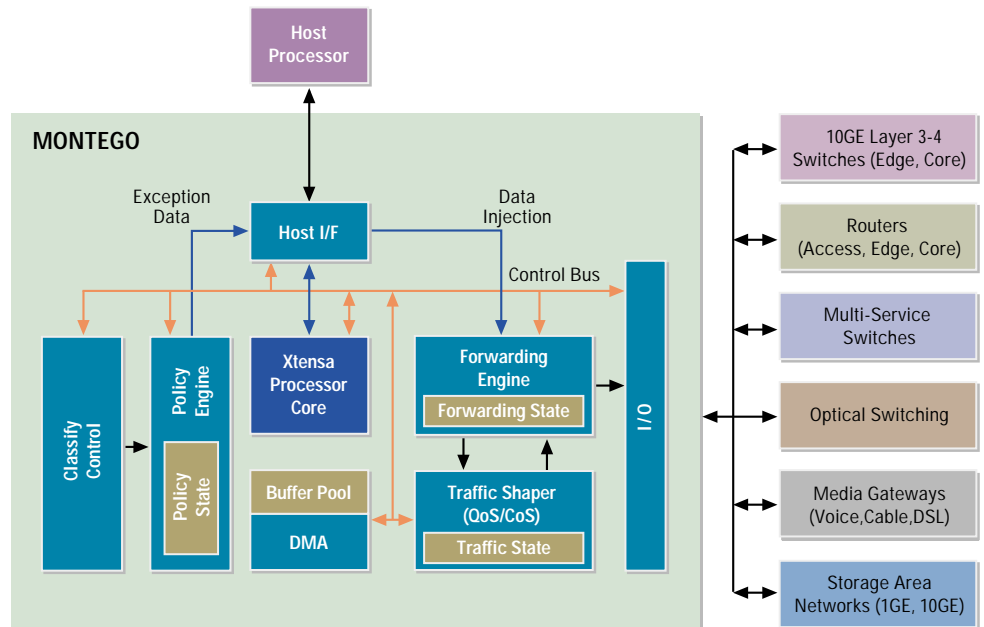 Host
Processor
MONTEGO
Exception
Data
Host I/F
Data
Injection
Control Bus
Classify
Control
Policy
Engine
Policy
State
Xtensa
Processor
Core
Buffer Pool
DMA
Forwarding
Engine
Forwarding State
Traffic Shaper
(QoS/CoS)
Traffic State
I/O
10GE Layer 3-4
Switches (Edge, Core)
Routers
(Access, Edge, Core)
Multi-Service
Switches
Optical Switching
Media Gateways
(Voice,Cable,DSL)
Storage Area
Networks (1GE, 10GE)